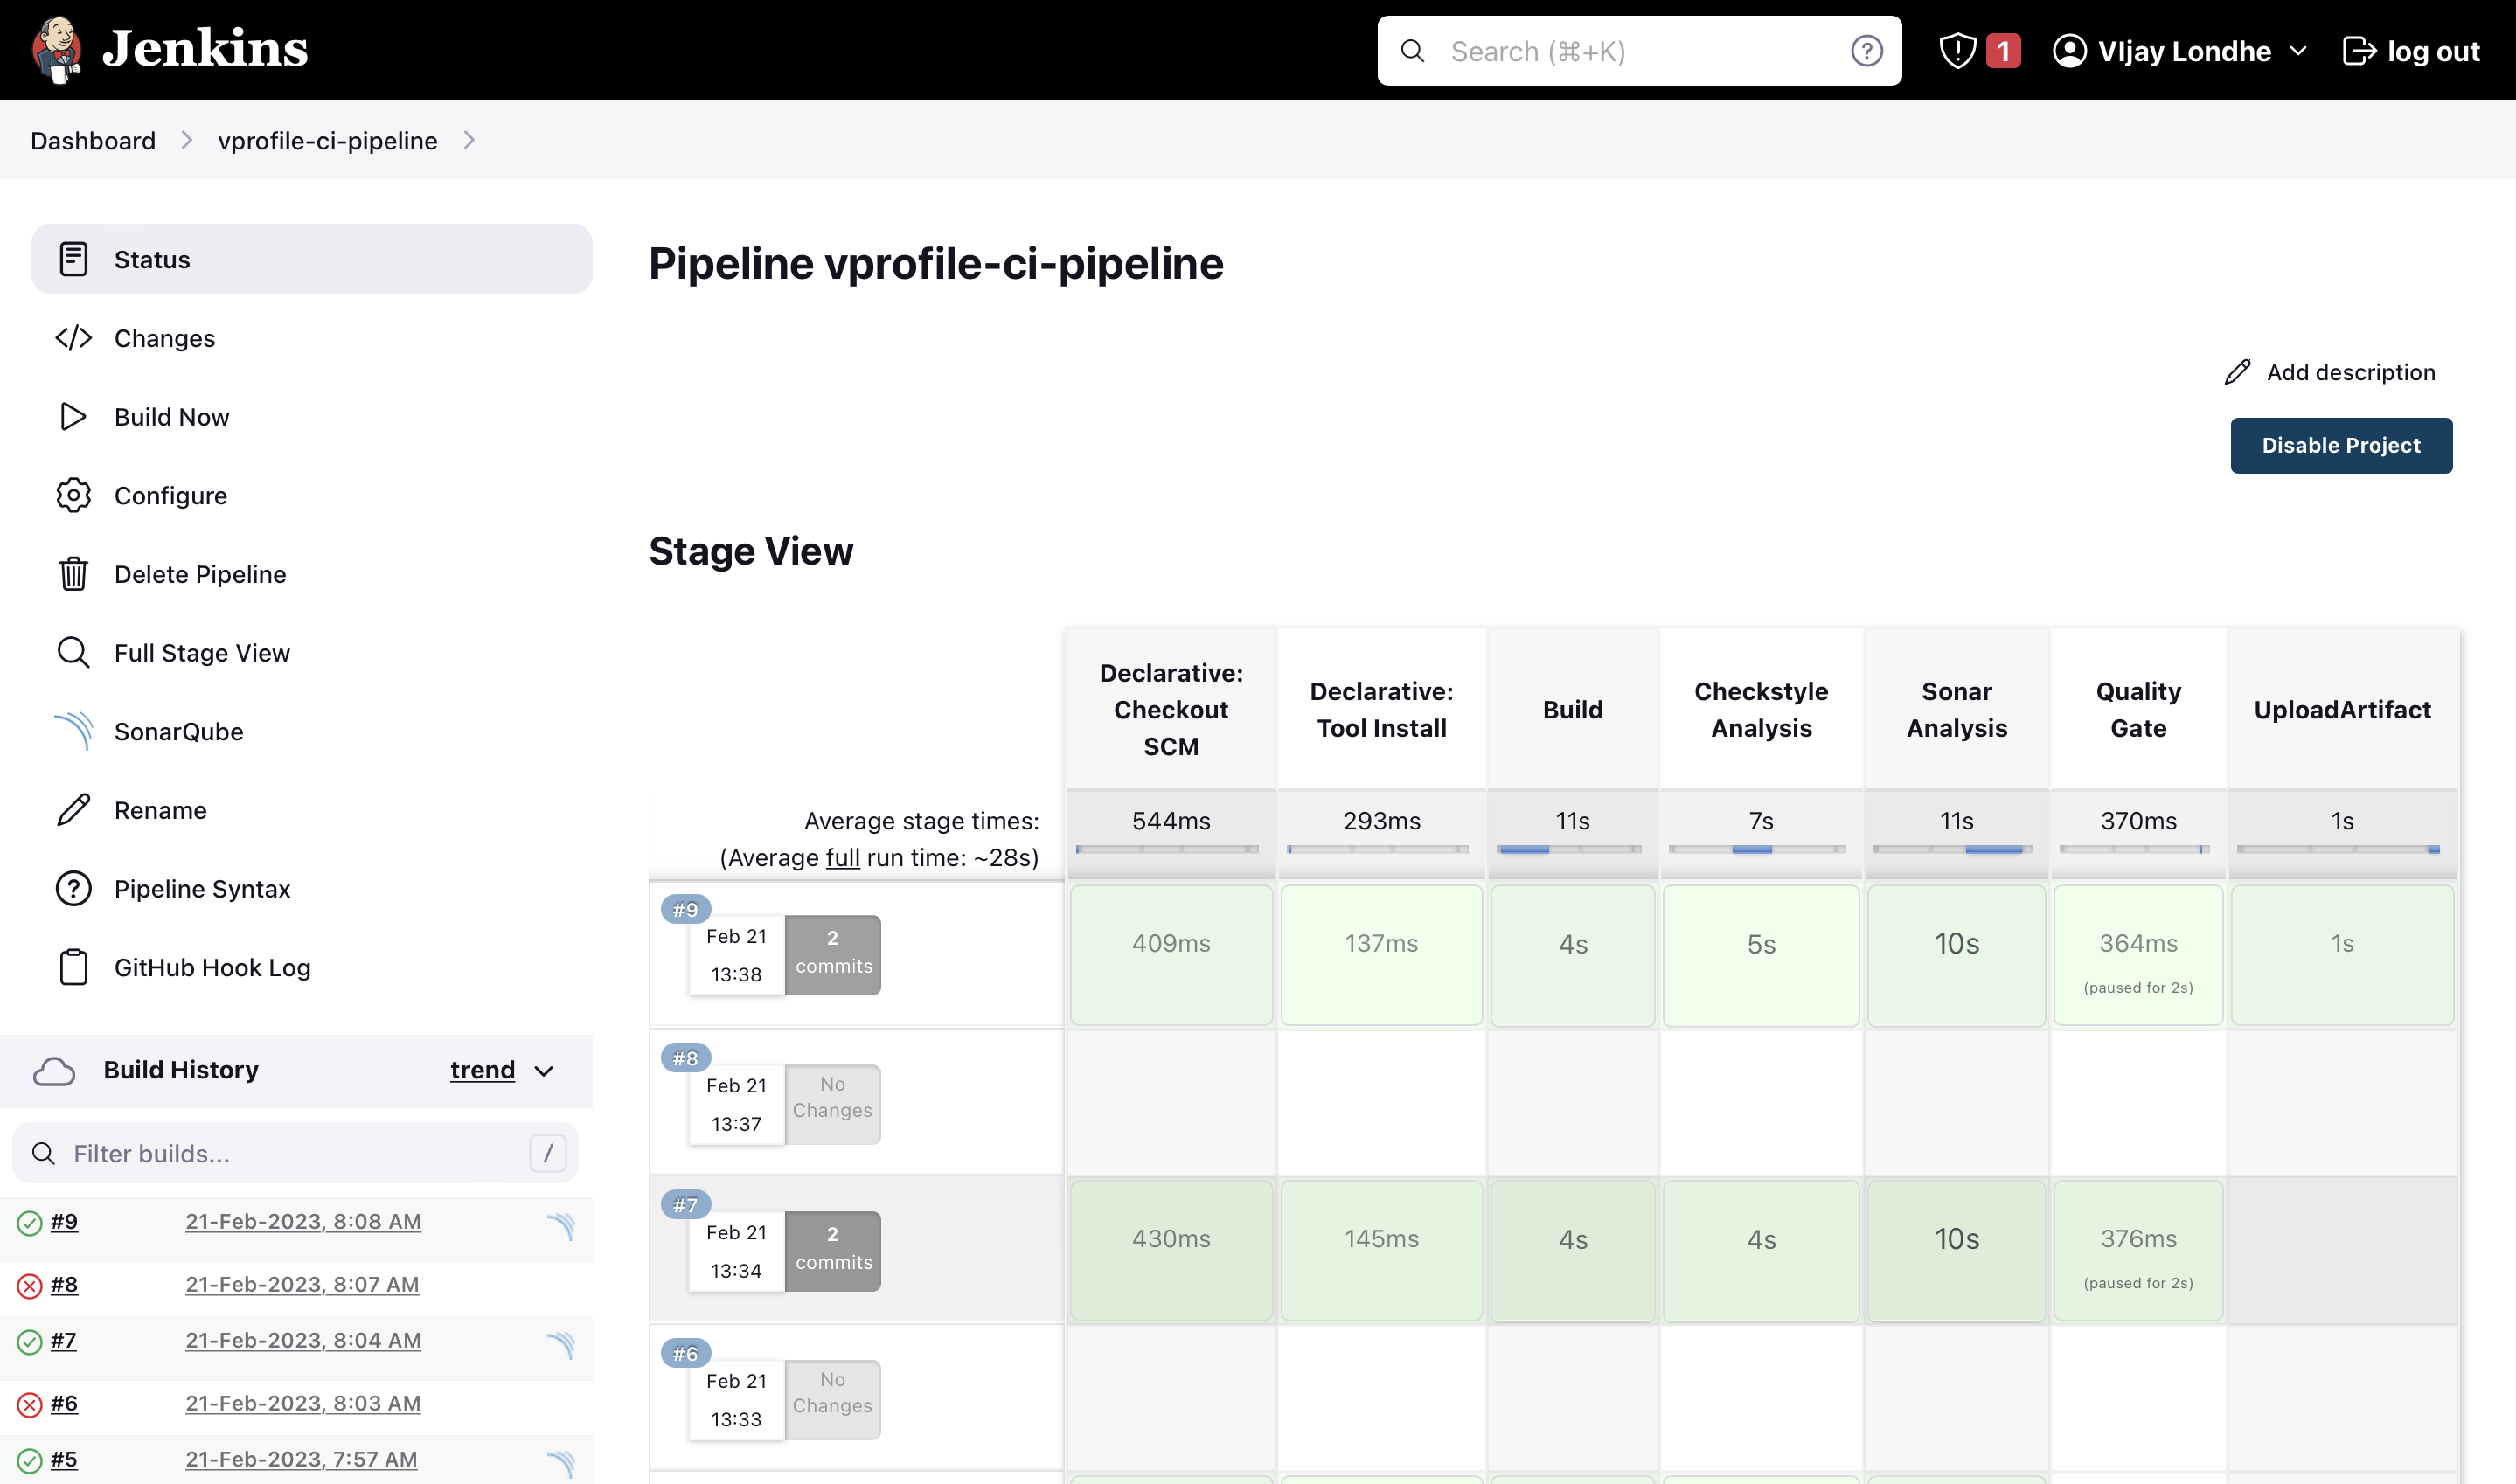 Jenkins
Search (⌘+K)
1
VIjay Londhe
log out
Dashboard
vprofile-ci-pipeline
Status
Changes
Build Now
Configure
Delete Pipeline
Full Stage View
SonarQube
Rename
Pipeline Syntax
GitHub Hook Log
Build History
trend
Filter builds...
/
#9
21-Feb-2023, 8:08 AM
#8
21-Feb-2023, 8:07 AM
#7
21-Feb-2023, 8:04 AM
#6
21-Feb-2023, 8:03 AM
#5
21-Feb-2023, 7:57 AM
Pipeline vprofile-ci-pipeline
Add description
Disable Project
Stage View
Declarative:
Checkout
SCM
Declarative:
Tool Install
Build
Checkstyle
Analysis
Sonar
Analysis
Quality
Gate
UploadArtifact
Average stage times:
(Average full run time: ~28s)
544ms
293ms
11s
7s
11s
370ms
1s
#9
Feb 21
13:38
2
commits
409ms
137ms
4s
5s
10s
364ms
(paused for 2s)
1s
#8
Feb 21
13:37
No
Changes
#7
Feb 21
13:34
2
commits
430ms
145ms
4s
4s
10s
376ms
(paused for 2s)
#6
Feb 21
13:33
No
Changes